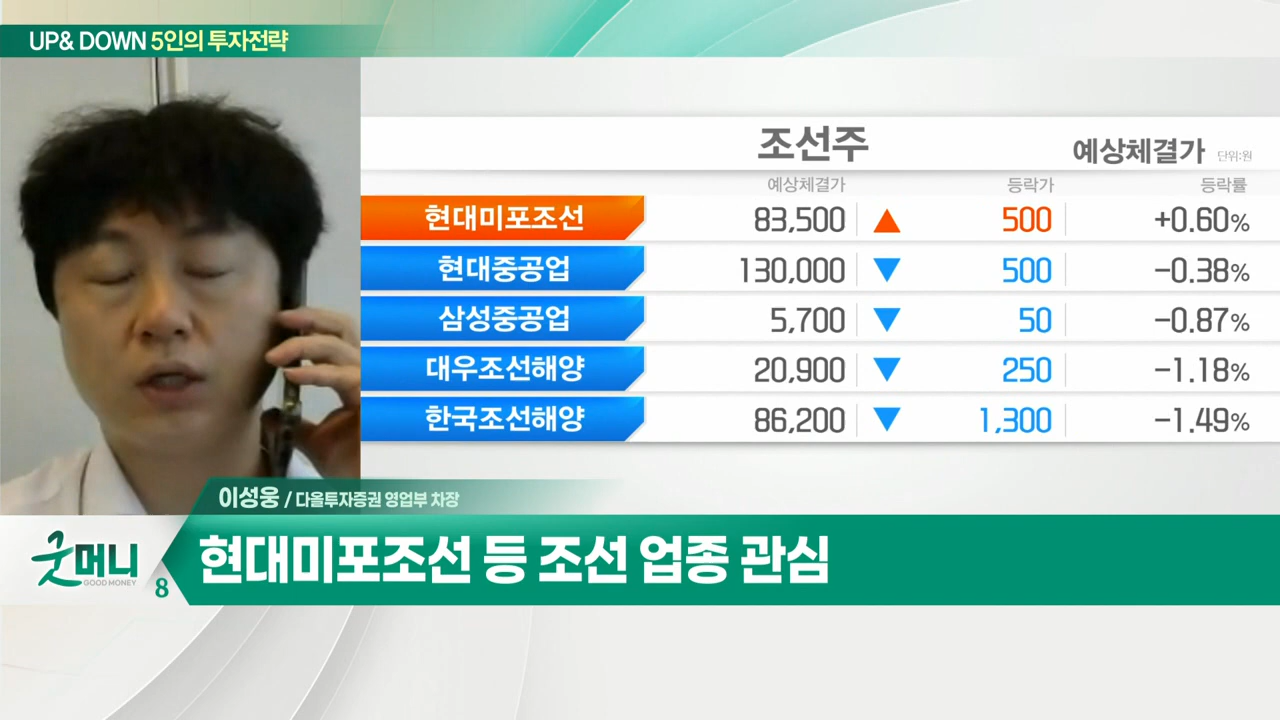 UP& DOWN 5인의 투자전략
조선주
예상체결가 단위:원
예상체결가 등락가 등락률
현대미포조선 83,500 ▲ 500 +0.60%
현대중공업 130,000 ▼ 500 -0.38%
삼성중공업 5,700 ▼ 50 -0.87%
대우조선해양 20,900 ▼ 250 -1.18%
한국조선해양 86,200 ▼ 1,300 -1.49%
이성웅 / 다올투자증권 영업부 차장
굿머니
GOOD MONEY
8
현대미포조선 등 조선 업종 관심